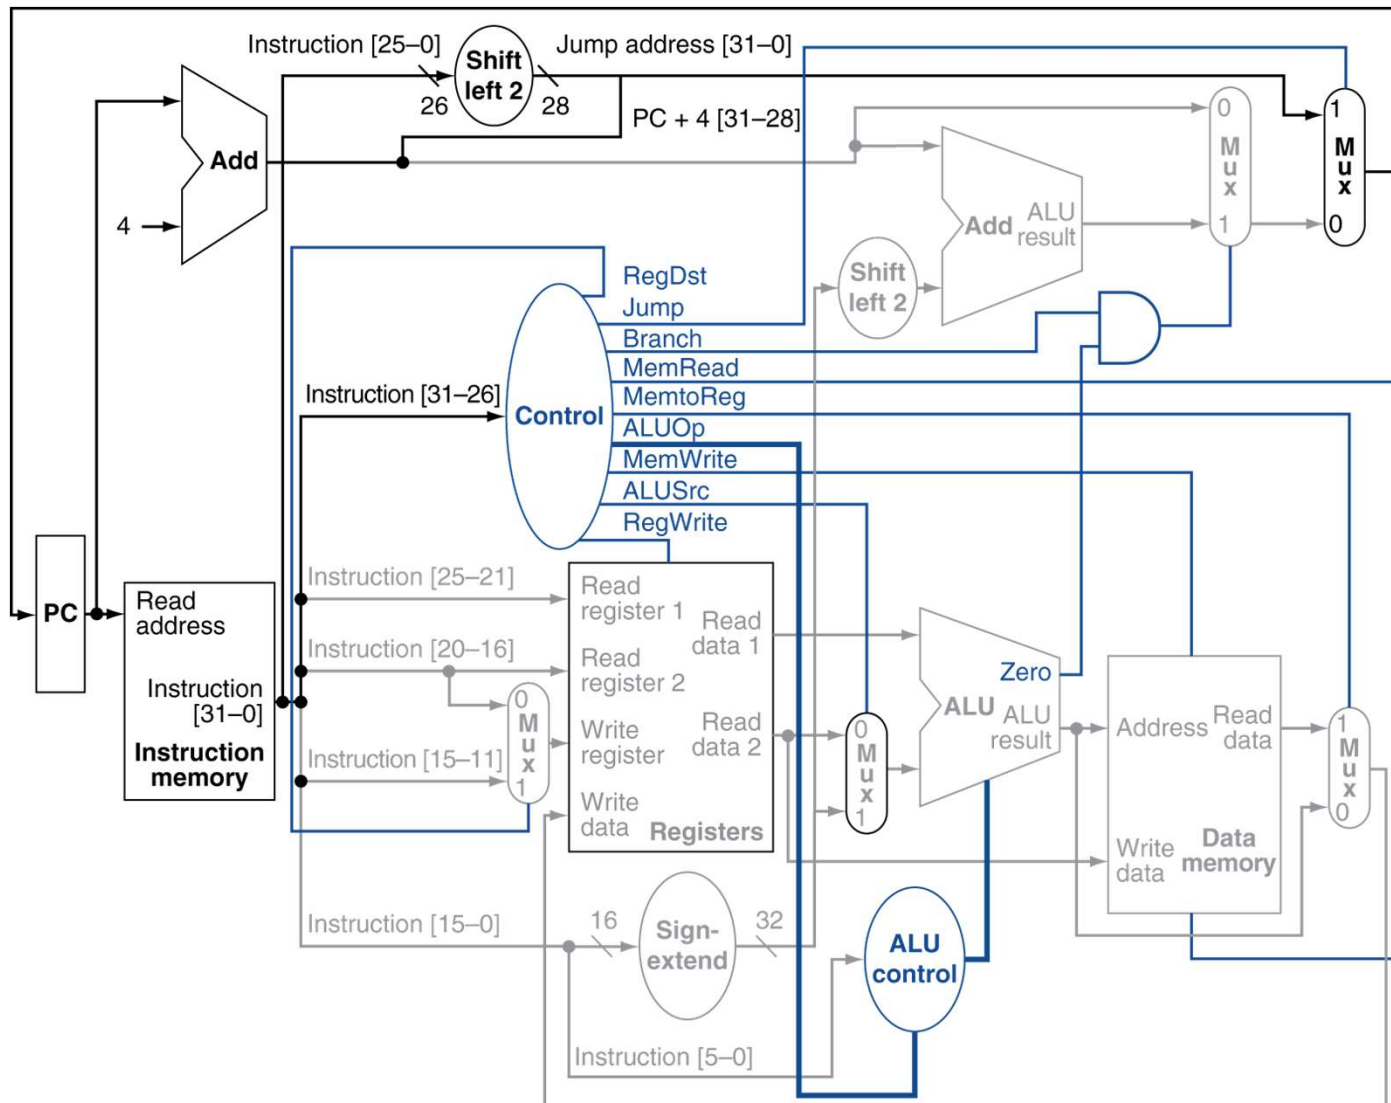 Instruction [25–0]
Shift
left 2
Jump address [31–0]
26
28
PC + 4 [31–28]
Add
4
0
M
u
x
1
1
M
u
x
0
Add
ALU
result
Shift
left 2
RegDst
Jump
Branch
MemRead
MemtoReg
ALUOp
MemWrite
ALUSrc
RegWrite
Instruction [31–26]
Control
PC
Read
address
Instruction
[31–0]
Instruction
memory
Instruction [25–21]
Instruction [20–16]
Instruction [15–11]
0
M
u
x
1
Read
register 1
Read
register 2
Write
register
Write
data
Read
data 1
Read
data 2
Registers
0
M
u
x
1
Zero
ALU
ALU
result
Address
Read
data
Write
data
Data
memory
1
M
u
x
0
Instruction [15–0]
16
Sign-
extend
32
ALU
control
Instruction [5–0]